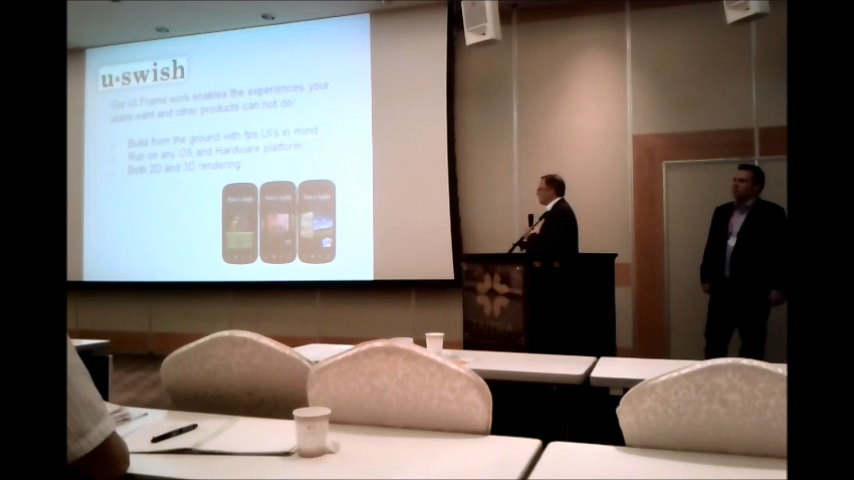 u•swish
Our UI Frame work enables the experiences your
users want and other products can not do!
Build from the ground with fps UI's in mind
Run on any OS and Hardware platform
Both 2D and 3D rendering